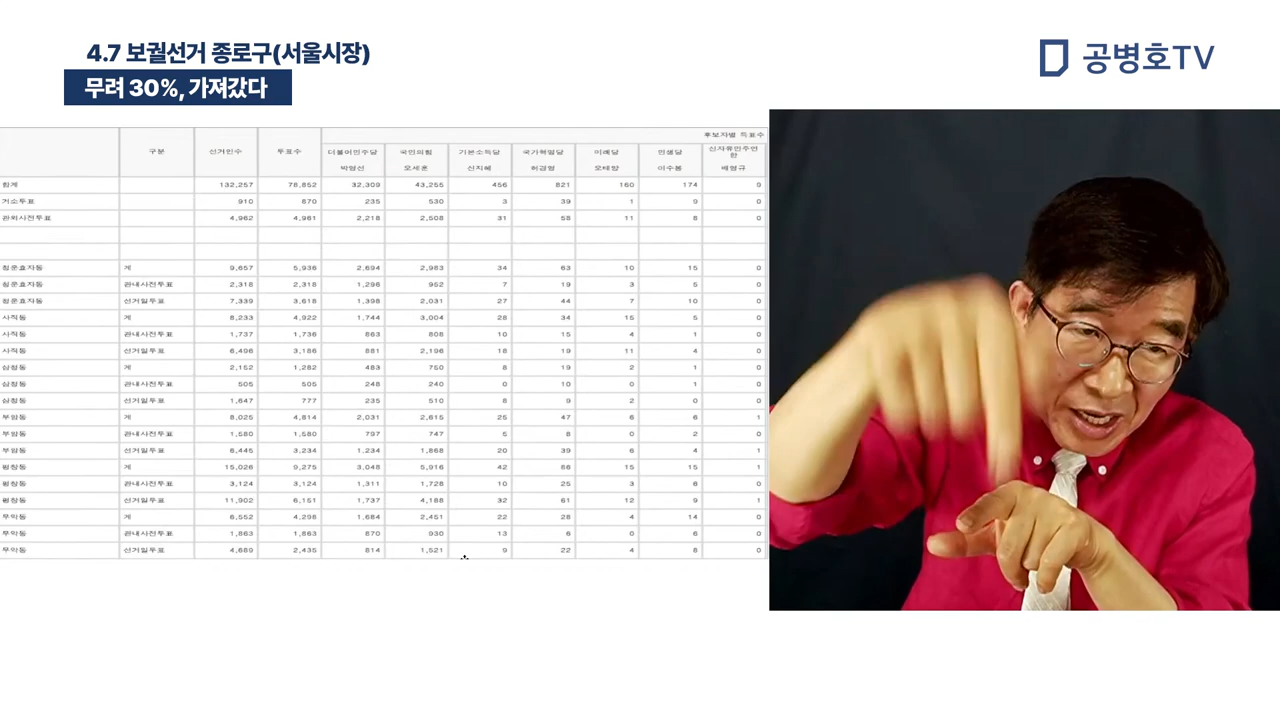 4.7 보궐선거 종로구(서울시장)
무려 30%, 가져갔다
공병호TV
후보자별 득표수
구분 선거인수 투표수 더불어민주당 국민의힘 기본소득당 국가혁명당 미래당 민생당 신자유민주연합
박영선 오세훈 신지혜 허경영 오태양 이수봉 배영규
합계 132,257 78,852 32,309 43,255 456 821 160 174 9
거소투표 910 870 235 530 3 39 1 9 0
관외사전투표 4,962 4,961 2,218 2,508 31 58 11 8 0
청운효자동 계 9,657 5,936 2,694 2,983 34 63 10 15 0
청운효자동 관내사전투표 2,318 2,318 1,296 952 7 19 3 5 0
청운효자동 선거일투표 7,339 3,618 1,398 2,031 27 44 7 10 0
사직동 계 8,233 4,922 1,744 3,004 28 34 15 5 0
사직동 관내사전투표 1,737 1,736 863 808 10 15 4 1 0
사직동 선거일투표 6,496 3,186 881 2,196 18 19 11 4 0
삼청동 계 2,152 1,282 483 750 8 19 2 1 0
삼청동 관내사전투표 505 505 248 240 0 10 0 1 0
삼청동 선거일투표 1,647 777 235 510 8 9 2 0 0
부암동 계 8,025 4,814 2,031 2,615 25 47 6 6 1
부암동 관내사전투표 1,580 1,580 797 747 5 8 0 2 0
부암동 선거일투표 6,445 3,234 1,234 1,868 20 39 6 4 1
평창동 계 15,026 9,275 3,048 5,916 42 86 15 15 1
평창동 관내사전투표 3,124 3,124 1,311 1,728 10 25 3 6 0
평창동 선거일투표 11,902 6,151 1,737 4,188 32 61 12 9 1
무악동 계 6,552 4,298 1,684 2,451 22 28 4 14 0
무악동 관내사전투표 1,863 1,863 870 930 13 6 0 6 0
무악동 선거일투표 4,689 2,435 814 1,521 9 22 4 8 0